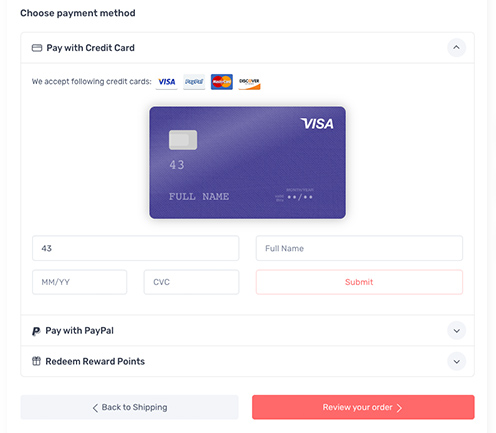 Choose payment method
Pay with Credit Card
We accept following credit cards: VISA PayPal MasterCard DISCOVER
VISA
43
FULL NAME
MONTH/YEAR
**/**
43
Full Name
MM/YY
CVC
Submit
Pay with PayPal
Redeem Reward Points
Back to Shipping
Review your order